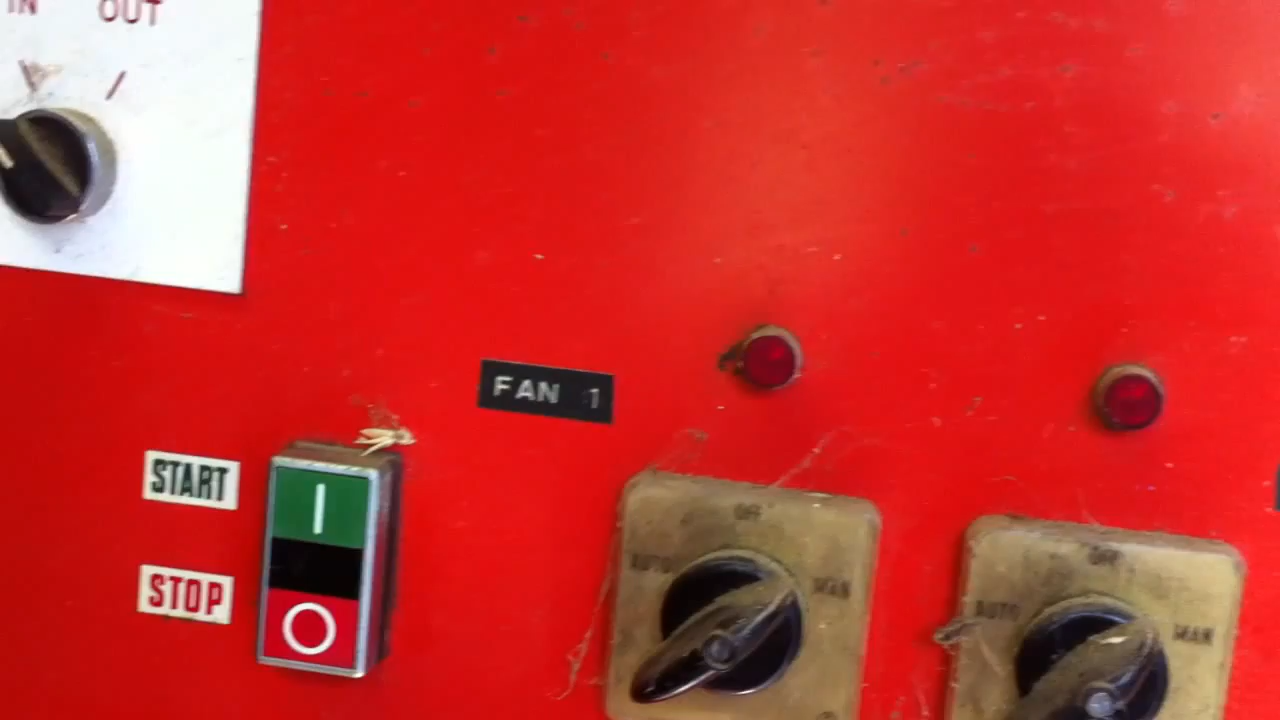 IN OUT
FAN 1
START
STOP
OFF
AUTO MAN
OFF
AUTO MAN